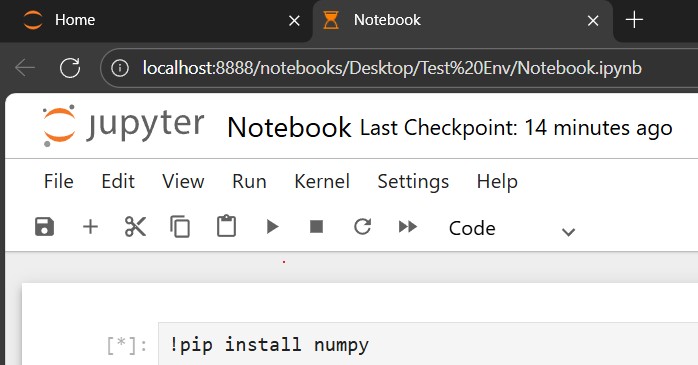 Home Notebook
localhost:8888/notebooks/Desktop/Test%20Env/Notebook.ipynb
jupyter Notebook Last Checkpoint: 14 minutes ago
File Edit View Run Kernel Settings Help
Code
[*]: !pip install numpy